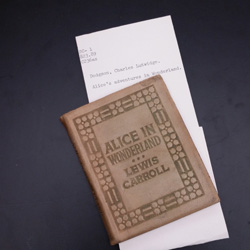 Dodgson, Charles Lutwidge.
Alice's adventures in Wonderland.
ALICE IN
WONDERLAND
LEWIS
CARROLL